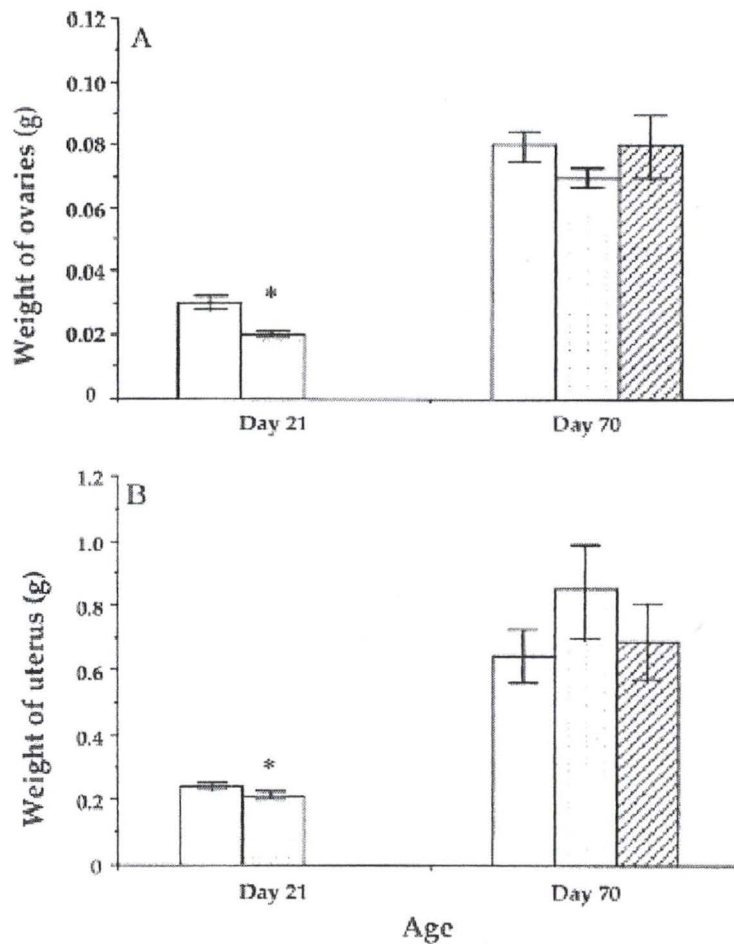 A
Weight of ovaries (g)
0.12
0.10
0.08
0.06
0.04
0.02
0
*
Day 21
Day 70
B
Weight of uterus (g)
1.2
1.0
0.8
0.6
0.4
0.2
0
*
Day 21
Day 70
Age